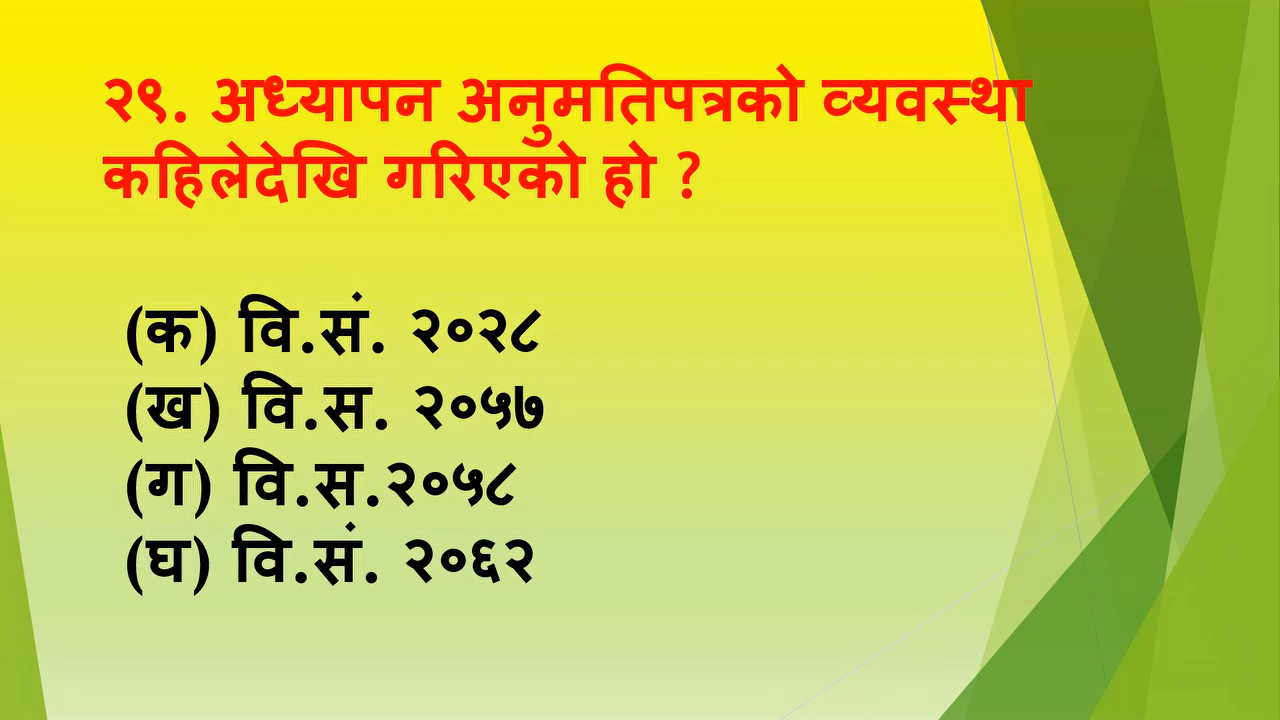 २९. अध्यापन अनुमतिपत्रको व्यवस्था
कहिलेदेखि गरिएको हो ?
(क) वि.सं. २०२८
(ख) वि.स. २०५७
(ग) वि.स.२०५८
(घ) वि.सं. २०६२